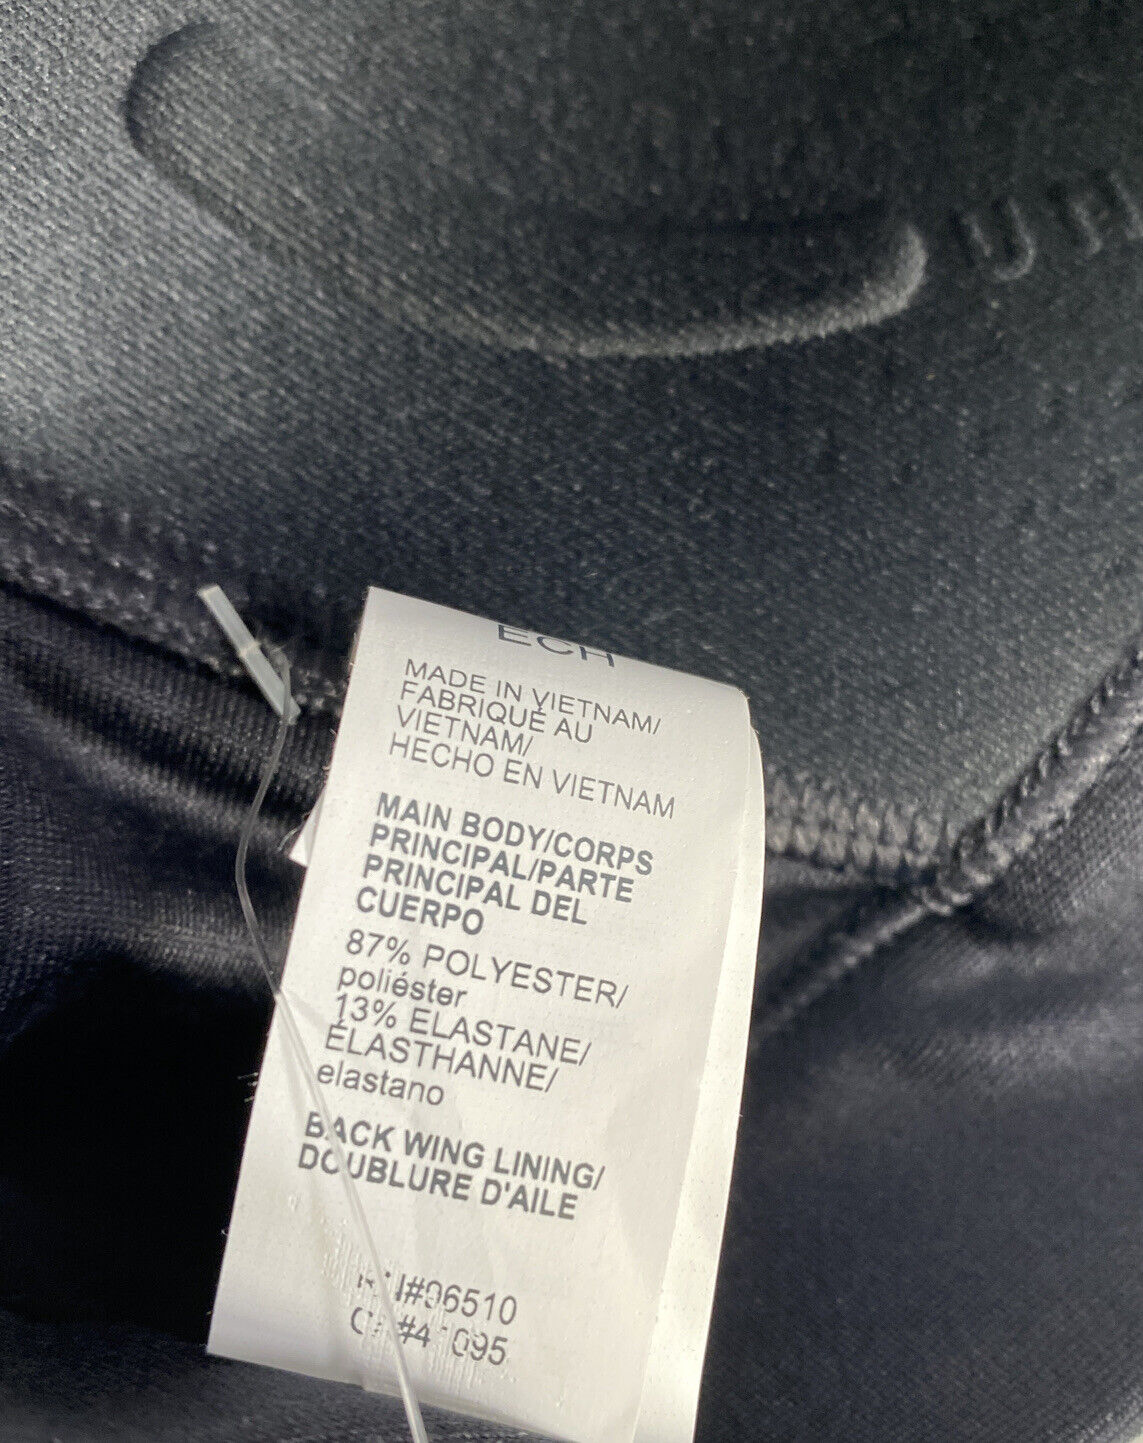 ECH
MADE IN VIETNAM/
FABRIQUÉ AU
VIETNAM/
HECHO EN VIETNAM
MAIN BODY/CORPS
PRINCIPAL/PARTE
PRINCIPAL DEL
CUERPO
87% POLYESTER/
poliéster
13% ELASTANE/
ÉLASTHANNE/
elastano
BACK WING LINING/
DOUBLURE D'AILE